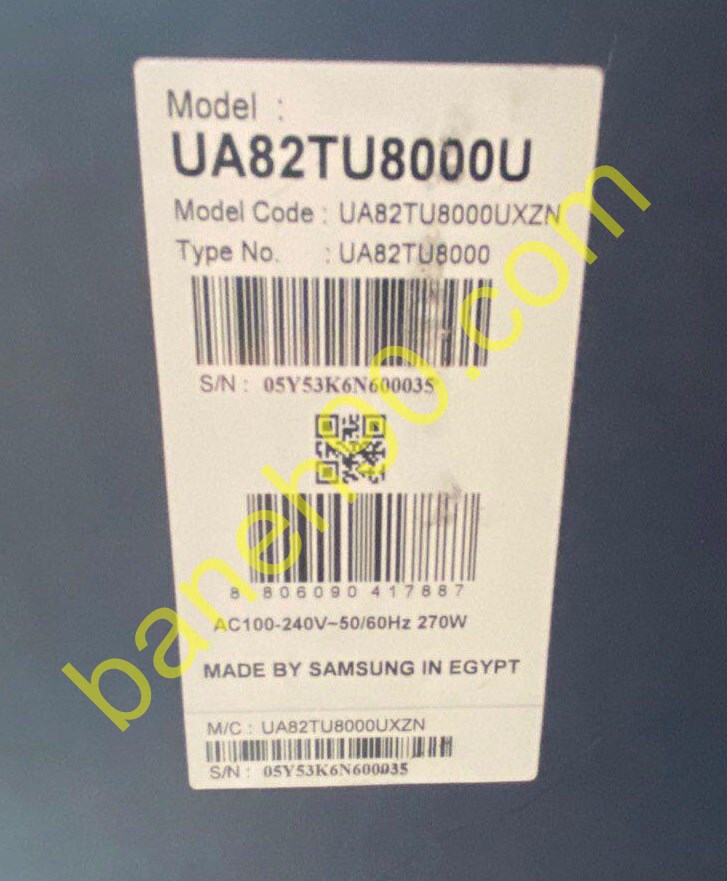 Model :
UA82TU8000U
Model Code : UA82TU8000UXZN
Type No. : UA82TU8000
S/N : 05Y53K6N600035
8 806090 417887
AC100-240V~50/60Hz 270W
MADE BY SAMSUNG IN EGYPT
M/C : UA82TU8000UXZN
S/N : 05Y53K6N600035
baneh90.com